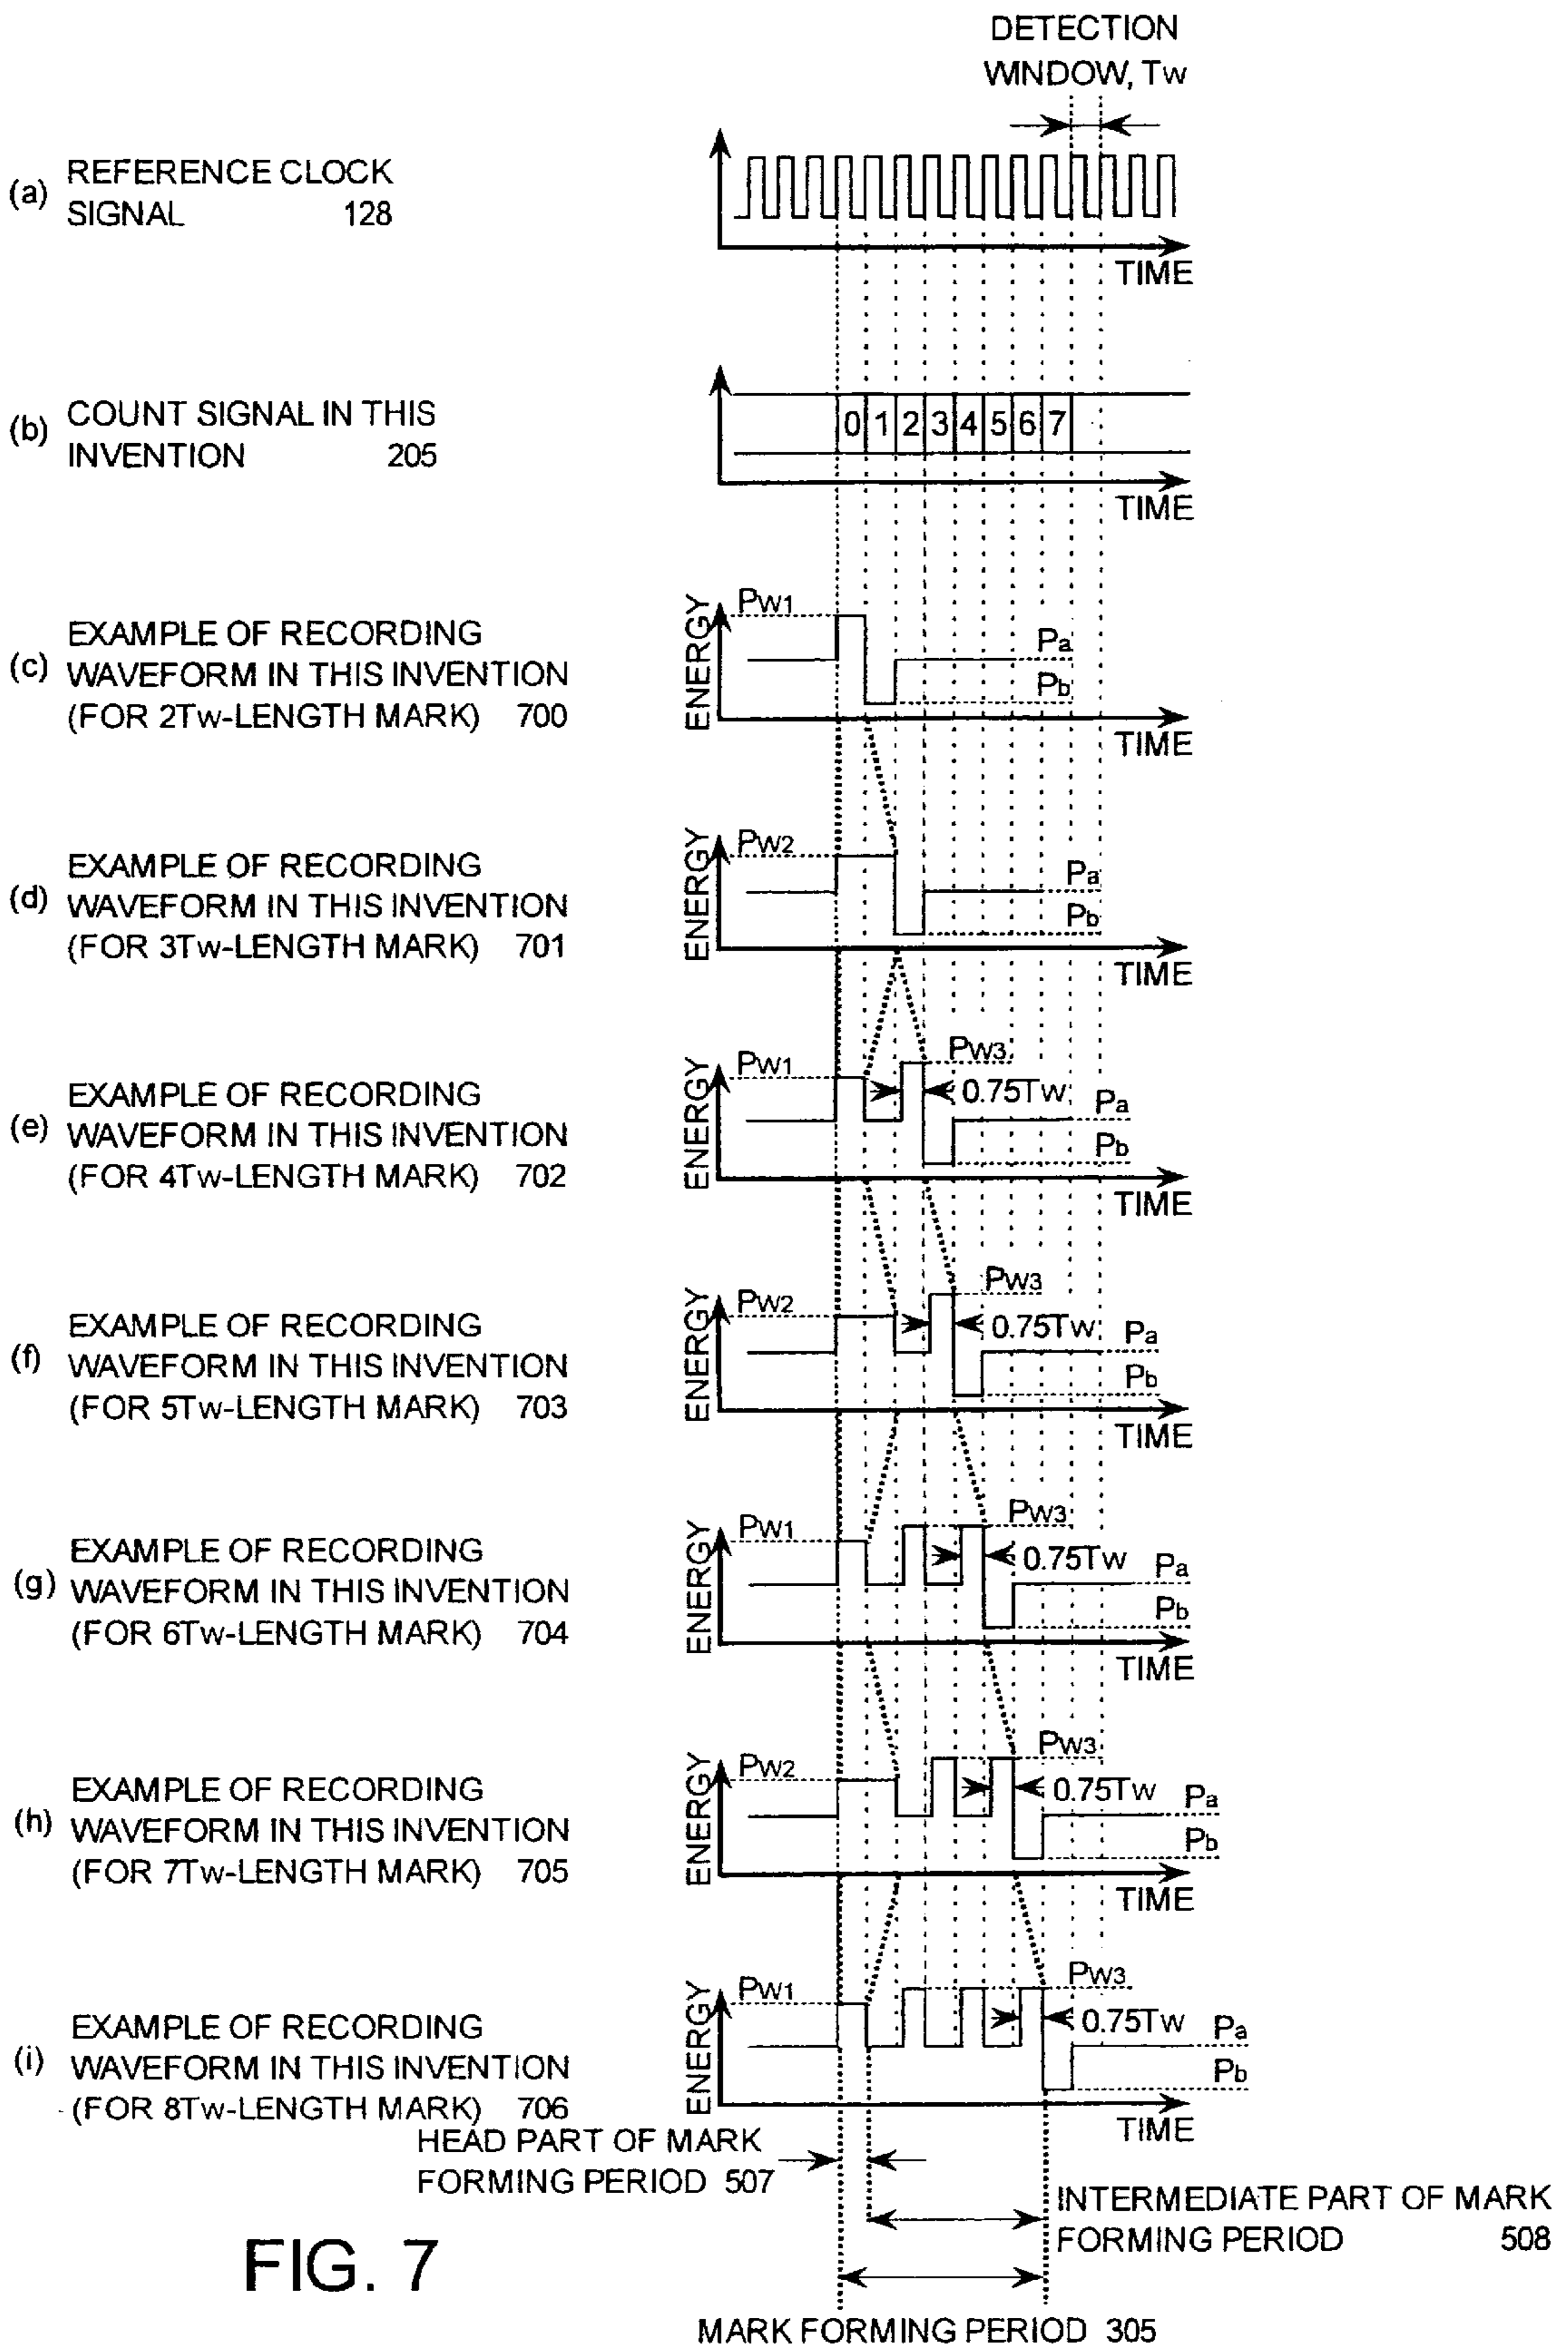 DETECTION
WINDOW, Tw
(a) REFERENCE CLOCK
SIGNAL 128
TIME
(b) COUNT SIGNAL IN THIS
INVENTION 205
0 1 2 3 4 5 6 7
TIME
(c) EXAMPLE OF RECORDING
WAVEFORM IN THIS INVENTION
(FOR 2Tw-LENGTH MARK) 700
ENERGY
Pw1
Pa
Pb
TIME
(d) EXAMPLE OF RECORDING
WAVEFORM IN THIS INVENTION
(FOR 3Tw-LENGTH MARK) 701
ENERGY
Pw2
Pa
Pb
TIME
(e) EXAMPLE OF RECORDING
WAVEFORM IN THIS INVENTION
(FOR 4Tw-LENGTH MARK) 702
ENERGY
Pw1
Pw3
0.75Tw
Pa
Pb
TIME
(f) EXAMPLE OF RECORDING
WAVEFORM IN THIS INVENTION
(FOR 5Tw-LENGTH MARK) 703
ENERGY
Pw2
Pw3
0.75Tw
Pa
Pb
TIME
(g) EXAMPLE OF RECORDING
WAVEFORM IN THIS INVENTION
(FOR 6Tw-LENGTH MARK) 704
ENERGY
Pw1
Pw3
0.75Tw
Pa
Pb
TIME
(h) EXAMPLE OF RECORDING
WAVEFORM IN THIS INVENTION
(FOR 7Tw-LENGTH MARK) 705
ENERGY
Pw2
Pw3
0.75Tw
Pa
Pb
TIME
(i) EXAMPLE OF RECORDING
WAVEFORM IN THIS INVENTION
(FOR 8Tw-LENGTH MARK) 706
ENERGY
Pw1
Pw3
0.75Tw
Pa
Pb
TIME
HEAD PART OF MARK
FORMING PERIOD 507
INTERMEDIATE PART OF MARK
FORMING PERIOD 508
MARK FORMING PERIOD 305
FIG. 7